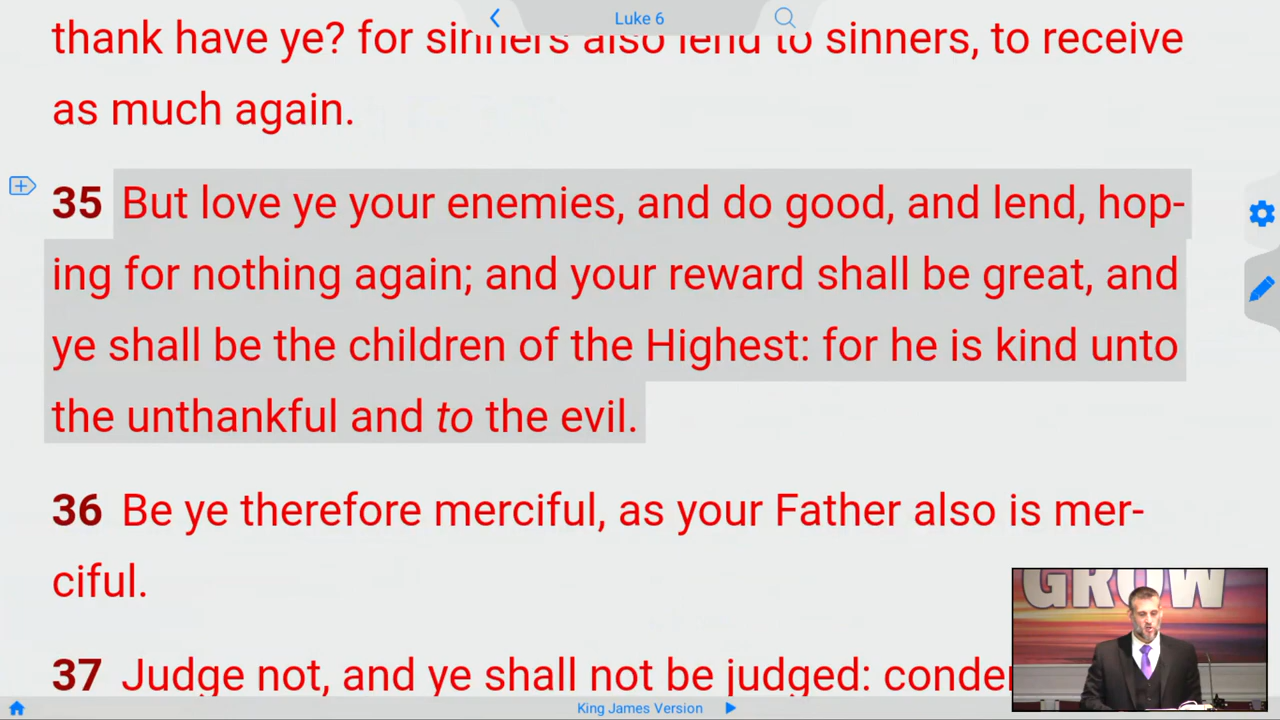 Luke 6
thank have ye? for sinners also lend to sinners, to receive
as much again.
35 But love ye your enemies, and do good, and lend, hop-
ing for nothing again; and your reward shall be great, and
ye shall be the children of the Highest: for he is kind unto
the unthankful and to the evil.
36 Be ye therefore merciful, as your Father also is mer-
ciful.
37 Judge not, and ye shall not be judged: conde
GROW
King James Version